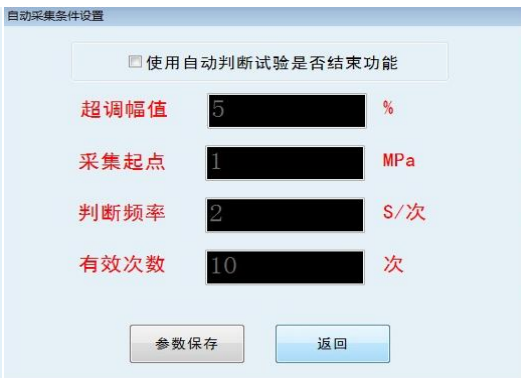 自动采集条件设置
使用自动判断试验是否结束功能
超调幅值 5 %
采集起点 1 MPa
判断频率 2 S/次
有效次数 10 次
参数保存 返回